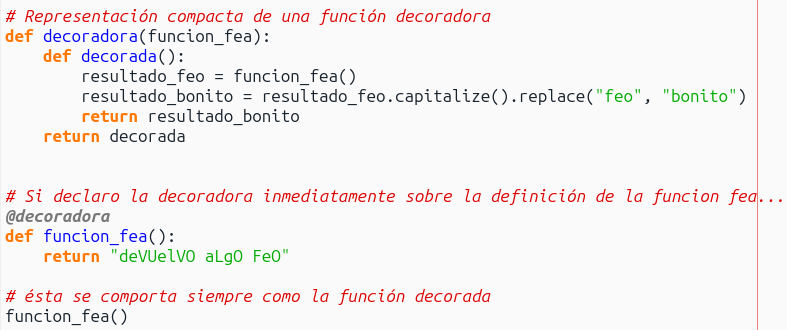 # Representación compacta de una función decoradora
def decoradora(funcion_fea):
    def decorada():
        resultado_feo = funcion_fea()
        resultado_bonito = resultado_feo.capitalize().replace("feo", "bonito")
        return resultado_bonito
    return decorada
# Si declaro la decoradora inmediatamente sobre la definición de la funcion fea...
@decoradora
def funcion_fea():
    return "deVUelVO aLgO FeO"
# ésta se comporta siempre como la función decorada
funcion_fea()